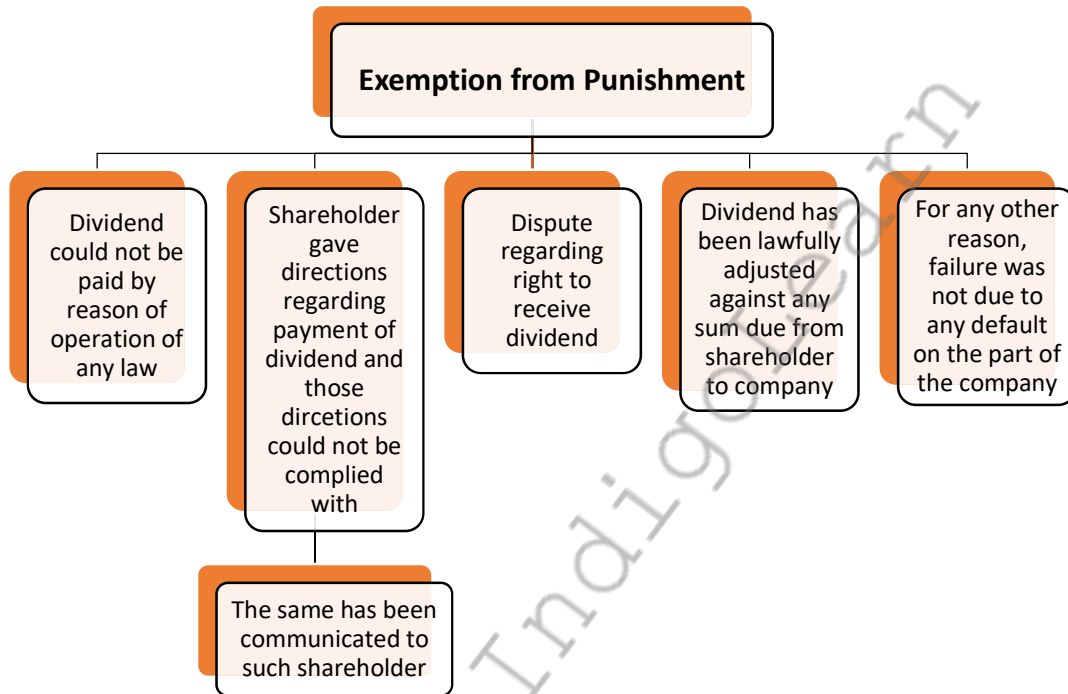 Exemption from Punishment
Dividend
could not be
paid by
reason of
operation of
any law
Shareholder
gave
directions
regarding
payment of
dividend and
those
dircetions
could not be
complied
with
Dispute
regarding
right to
receive
dividend
Dividend has
been lawfully
adjusted
against any
sum due from
shareholder
to company
For any other
reason,
failure was
not due to
any default
on the part of
the company
The same has been
communicated to
such shareholder
IndigoLearn